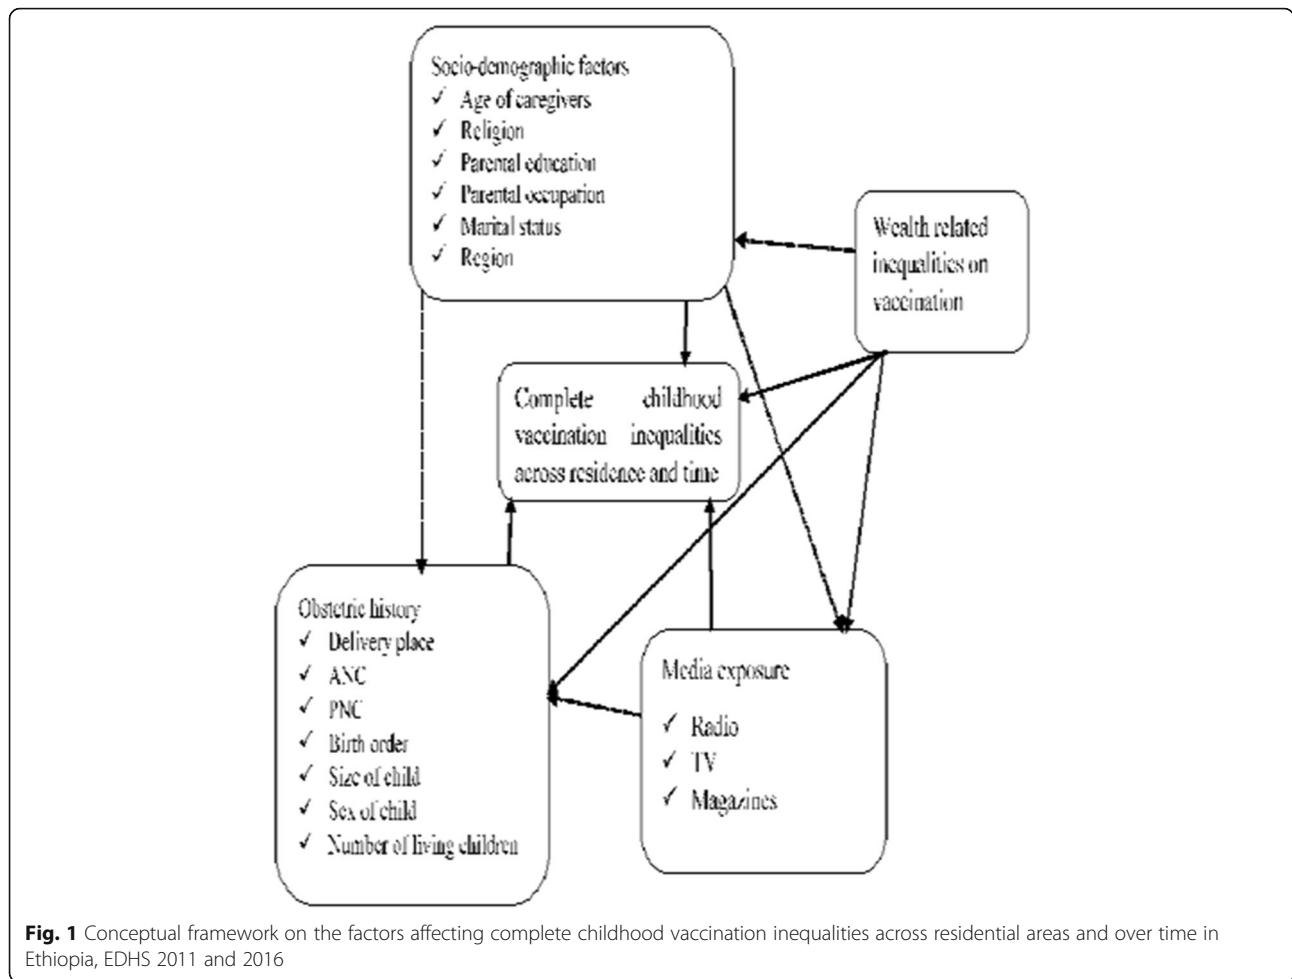 Socio-demographic factors
✓ Age of caregivers
✓ Religion
✓ Parental education
✓ Parental occupation
✓ Marital status
✓ Region
Wealth related
inequalities on
vaccination
Complete childhood
vaccination inequalities
across residence and time
Obstetric history
✓ Delivery place
✓ ANC
✓ PNC
✓ Birth order
✓ Size of child
✓ Sex of child
✓ Number of living children
Media exposure
✓ Radio
✓ TV
✓ Magazines
Fig. 1 Conceptual framework on the factors affecting complete childhood vaccination inequalities across residential areas and over time in
Ethiopia, EDHS 2011 and 2016